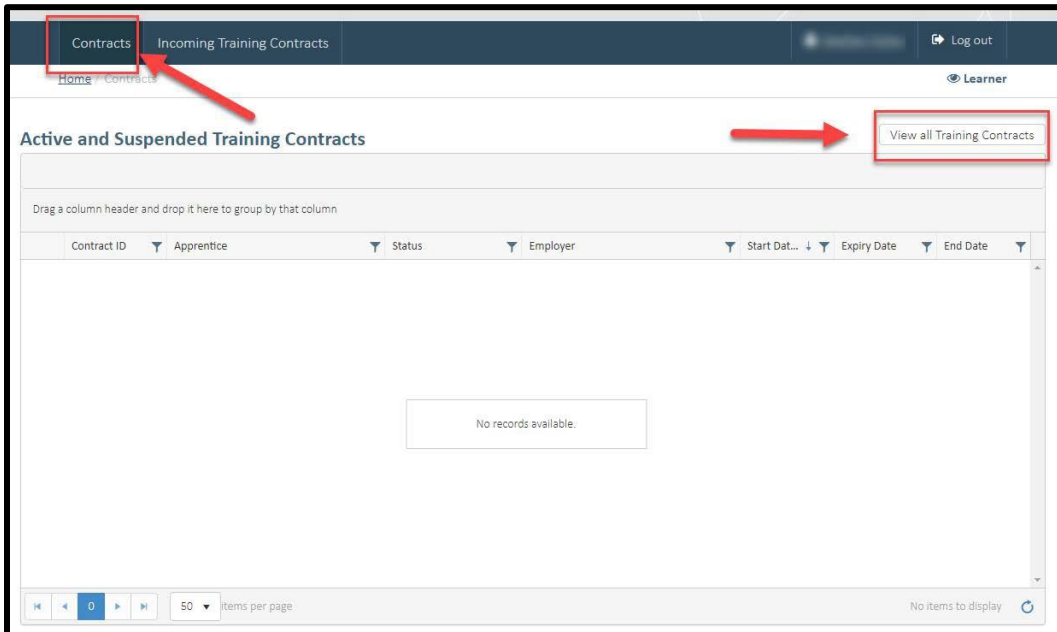 Contracts Incoming Training Contracts Log out
Home / Contracts Learner
Active and Suspended Training Contracts View all Training Contracts
Drag a column header and drop it here to group by that column
Contract ID Apprentice Status Employer Start Dat... ↓ Expiry Date End Date
No records available.
0 50 items per page No items to display